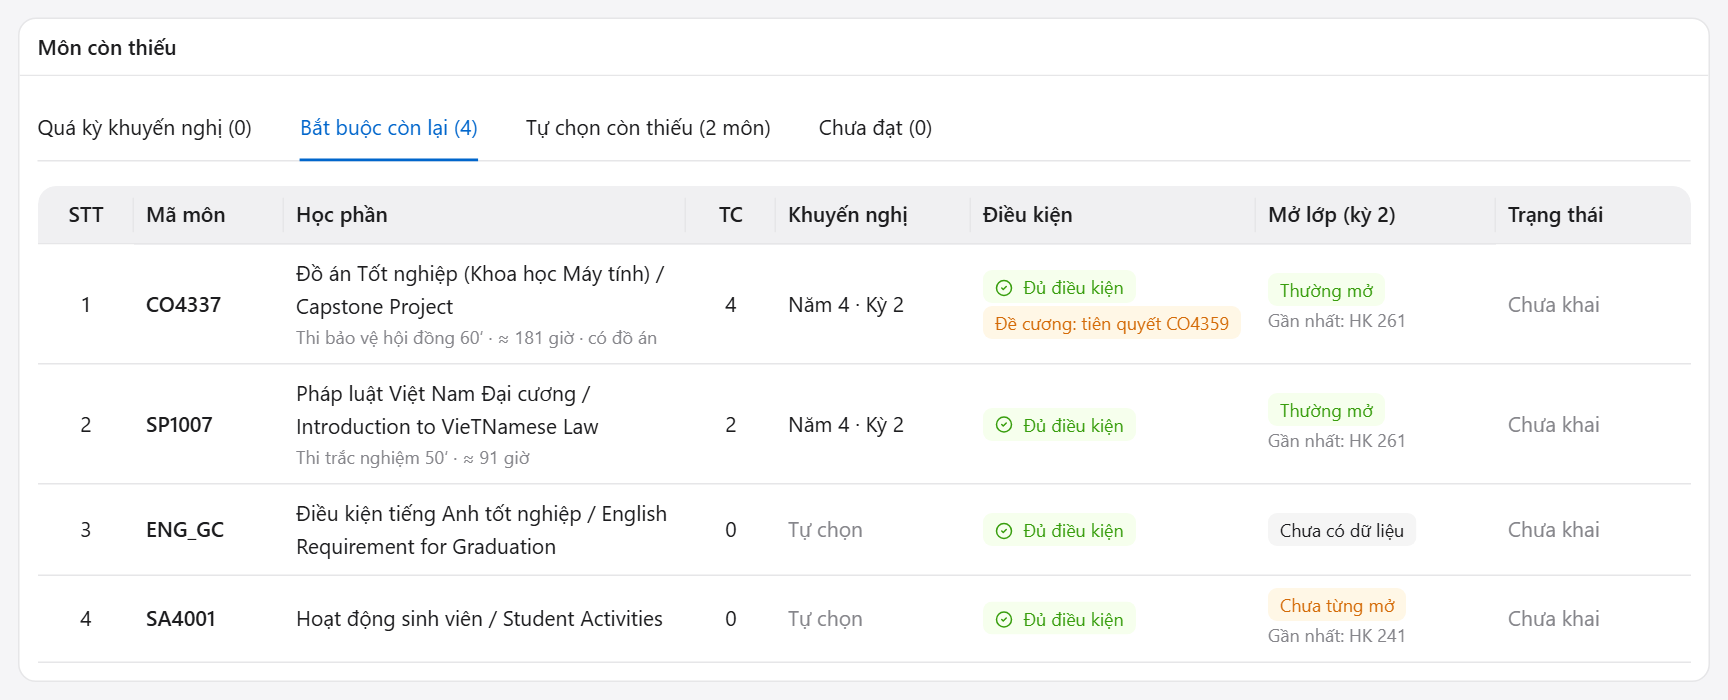 Môn còn thiếu
Quá kỳ khuyến nghị (0)
Bắt buộc còn lại (4)
Tự chọn còn thiếu (2 môn)
Chưa đạt (0)
STT
Mã môn
Học phần
TC
Khuyến nghị
Điều kiện
Mở lớp (kỳ 2)
Trạng thái
1
CO4337
Đồ án Tốt nghiệp (Khoa học Máy tính) /
Capstone Project
Thi bảo vệ hội đồng 60’ · ≈ 181 giờ · có đồ án
4
Năm 4 · Kỳ 2
Đủ điều kiện
Đề cương: tiên quyết CO4359
Thường mở
Gần nhất: HK 261
Chưa khai
2
SP1007
Pháp luật Việt Nam Đại cương /
Introduction to VieTNamese Law
Thi trắc nghiệm 50’ · ≈ 91 giờ
2
Năm 4 · Kỳ 2
Đủ điều kiện
Thường mở
Gần nhất: HK 261
Chưa khai
3
ENG_GC
Điều kiện tiếng Anh tốt nghiệp / English
Requirement for Graduation
0
Tự chọn
Đủ điều kiện
Chưa có dữ liệu
Chưa khai
4
SA4001
Hoạt động sinh viên / Student Activities
0
Tự chọn
Đủ điều kiện
Chưa từng mở
Gần nhất: HK 241
Chưa khai